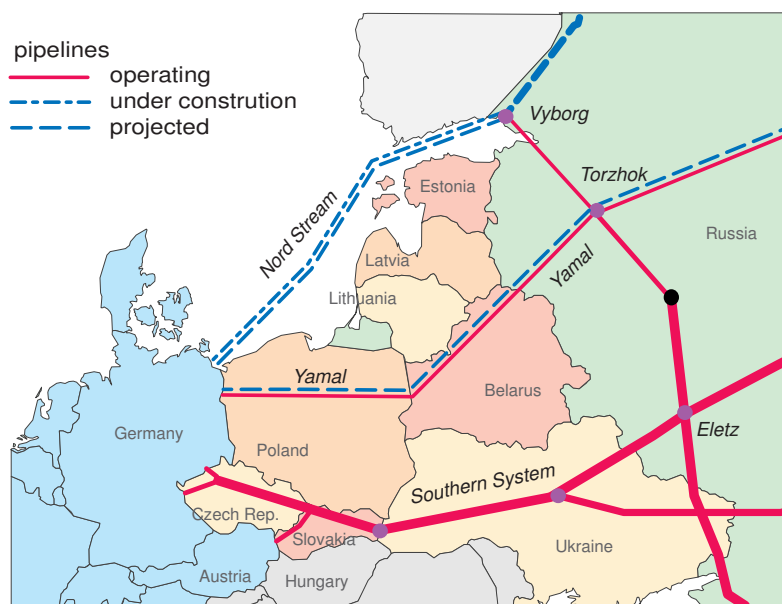 pipelines
operating
under constrution
projected
Vyborg
Torzhok
Estonia
Nord Stream
Russia
Latvia
Yamal
Lithuania
Yamal
Belarus
Germany
Eletz
Poland
Southern System
Czech Rep.
Slovakia
Ukraine
Austria
Hungary